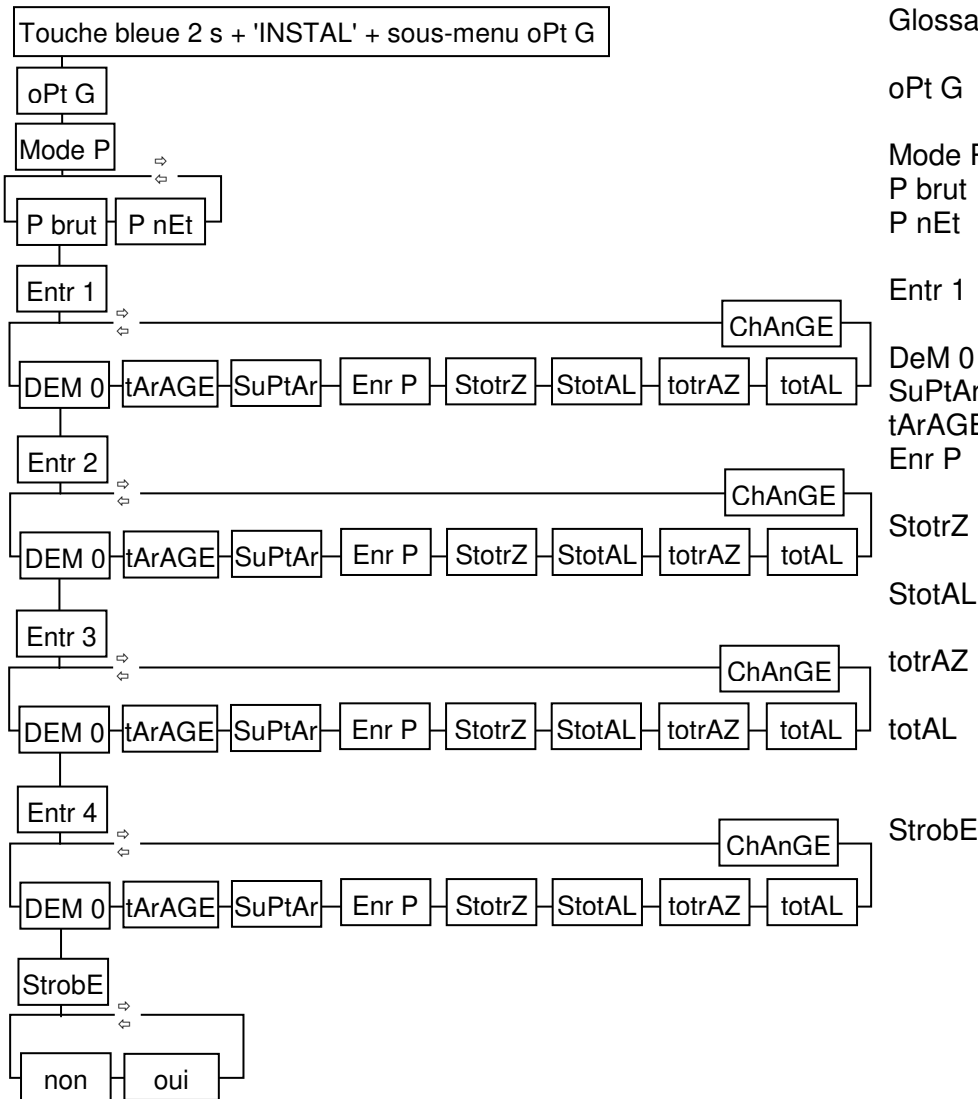 Touche bleue 2 s + 'INSTAL' + sous-menu oPt G
oPt G
Mode P
⇨
⇦
P brut P nEt
Entr 1
⇨
⇦
ChAnGE
DEM 0 tArAGE SuPtAr Enr P StotrZ StotAL totrAZ totAL
Entr 2
⇨
⇦
ChAnGE
DEM 0 tArAGE SuPtAr Enr P StotrZ StotAL totrAZ totAL
Entr 3
⇨
⇦
ChAnGE
DEM 0 tArAGE SuPtAr Enr P StotrZ StotAL totrAZ totAL
Entr 4
⇨
⇦
ChAnGE
DEM 0 tArAGE SuPtAr Enr P StotrZ StotAL totrAZ totAL
StrobE
⇨
⇦
non oui
Glossa
oPt G
Mode P
P brut
P nEt
Entr 1
DeM 0
SuPtAr
tArAGE
Enr P
StotrZ
StotAL
totrAZ
totAL
StrobE